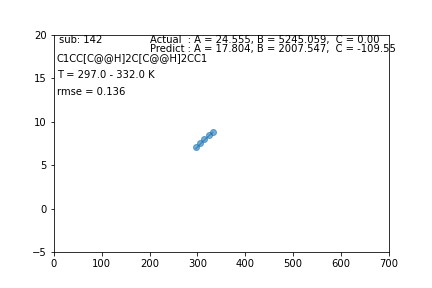 sub: 142
Actual : A = 24.555, B = 5245.059, C = 0.00
Predict : A = 17.804, B = 2007.547, C = -109.55
C1CC[C@@H]2C[C@@H]2CC1
T = 297.0 - 332.0 K
rmse = 0.136
20
15
10
5
0
−5
0 100 200 300 400 500 600 700